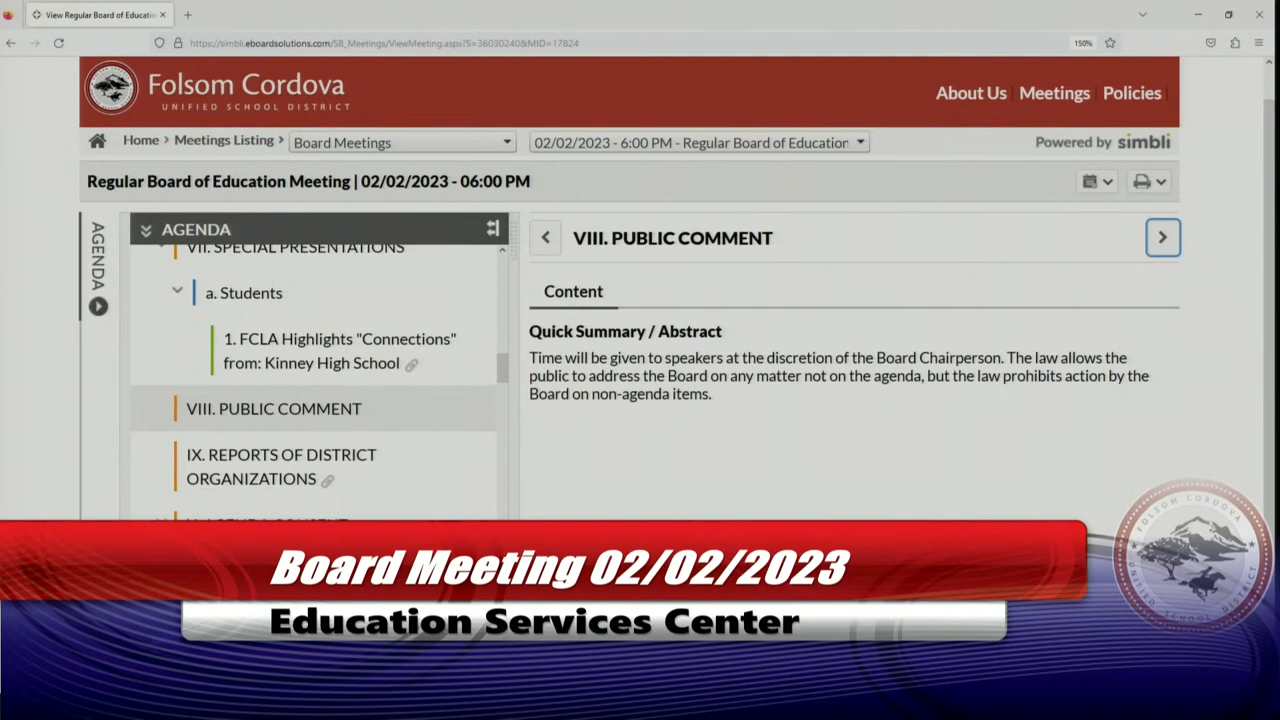 View Regular Board of Educatio
https://simbli.eboardsolutions.com/SB_Meetings/ViewMeeting.aspx?S=36030240&MID=17824
150%
Folsom Cordova
UNIFIED SCHOOL DISTRICT
About Us Meetings Policies
Home > Meetings Listing > Board Meetings 02/02/2023 - 6:00 PM - Regular Board of Education Powered by simbli
Regular Board of Education Meeting | 02/02/2023 - 06:00 PM
AGENDA
AGENDA
VII. SPECIAL PRESENTATIONS
a. Students
1. FCLA Highlights "Connections"
from: Kinney High School
VIII. PUBLIC COMMENT
IX. REPORTS OF DISTRICT
ORGANIZATIONS
VIII. PUBLIC COMMENT
Content
Quick Summary / Abstract
Time will be given to speakers at the discretion of the Board Chairperson. The law allows the
public to address the Board on any matter not on the agenda, but the law prohibits action by the
Board on non-agenda items.
Board Meeting 02/02/2023
Education Services Center
FOLSOM CORDOVA
UNIFIED SCHOOL DISTRICT